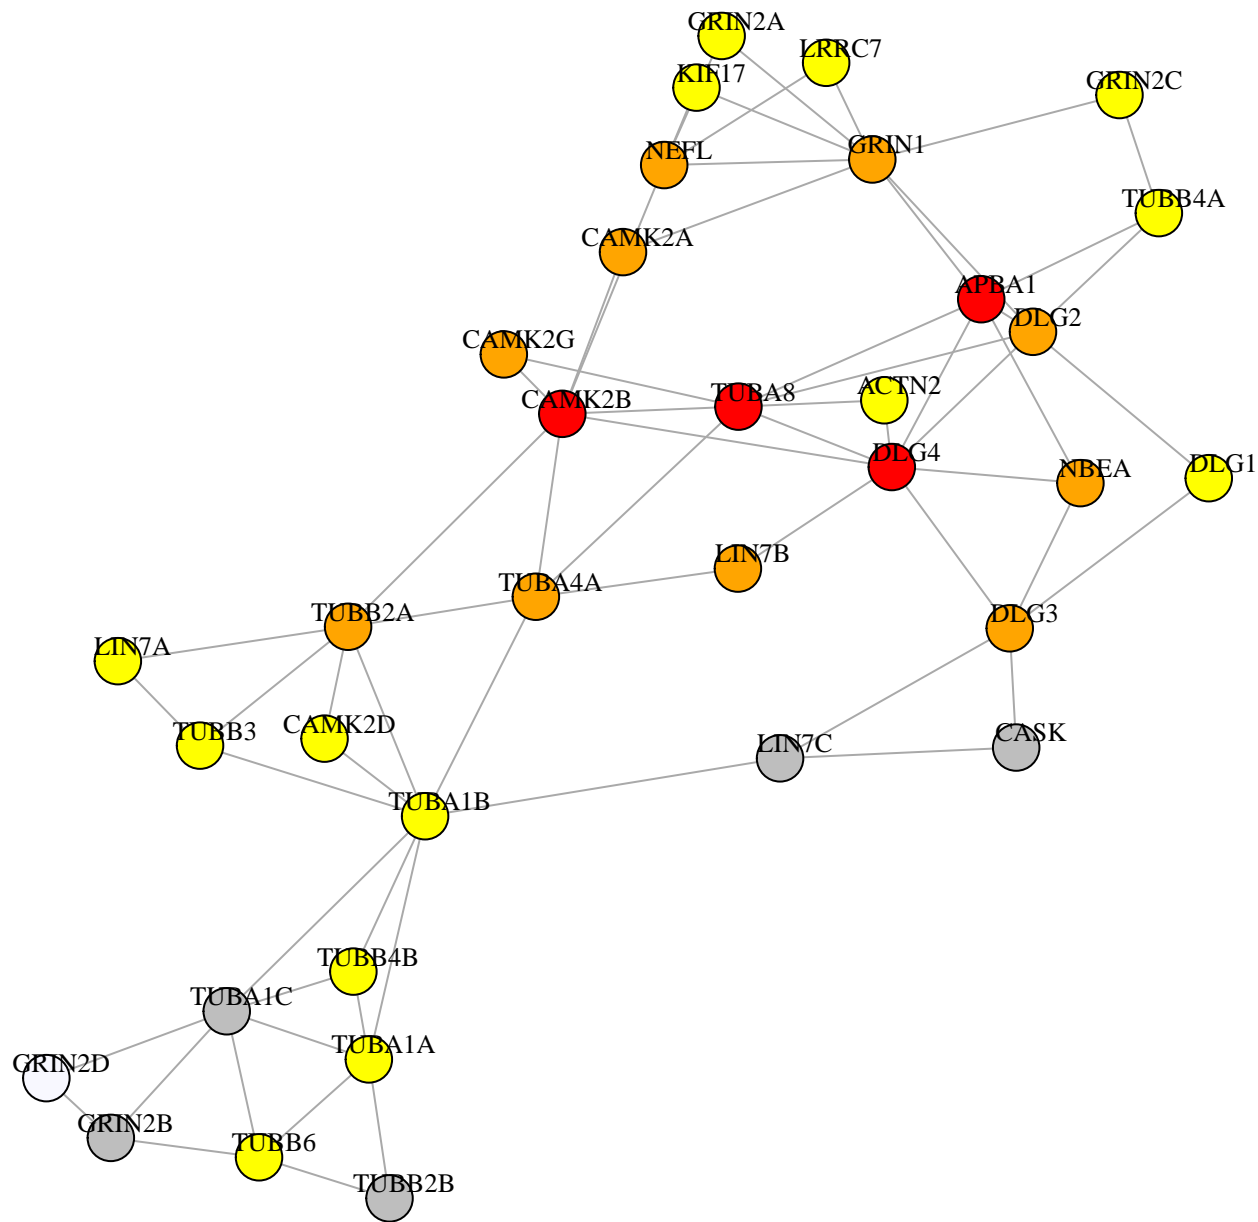 GRIN2A
LRRC7
KIF17
GRIN2C
NEFL
GRIN1
TUBB4A
CAMK2A
APBA1
DLG2
CAMK2G
CAMK2B
TUBA8
ACTN2
DLG4
NBEA
DLG1
LIN7B
TUBA4A
TUBB2A
DLG3
LIN7A
TUBB3
CAMK2D
LIN7C
CASK
TUBA1B
TUBB4B
TUBA1C
TUBA1A
GRIN2D
GRIN2B
TUBB6
TUBB2B